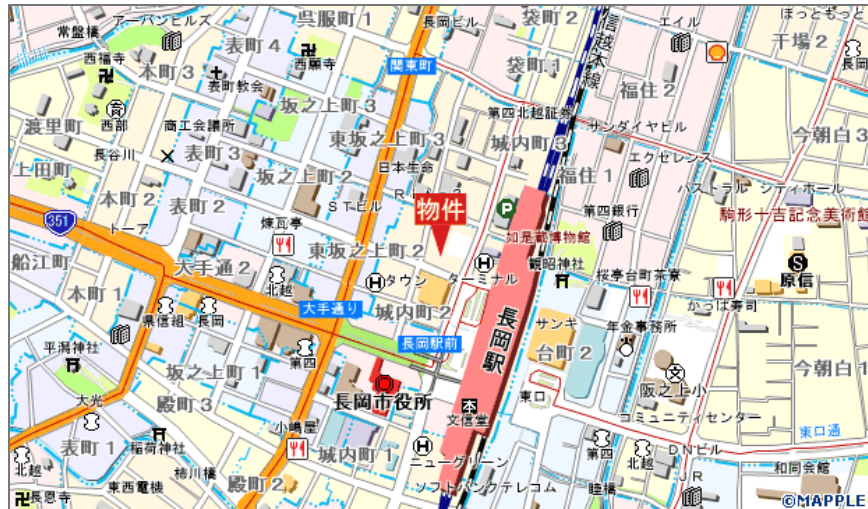 アーバンビルズ
呉服町1
長岡ビル
袋町2
エイル
ほっともっと
常盤橋
表町4
干場2
西福寺
本町3
西願寺
関東町
袋町1
信越本線
福住2
長岡
表町教会
坂之上町3
第四北越証券
渡里町
西部
商工会議所
東坂之上町3
城内町3
サンダイヤビル
今朝白3
長谷川
表町3
日本生命
福住1
エクセレンス
上田町
坂之上町2
パストラル
シティホール
本町2
表町2
STビル
物件
P
第四銀行
駒形十吉記念美術館
351
トーア
煉瓦亭
如是蔵博物館
船江町
大手通2
東坂之上町2
観昭神社
桜亭台町茶寮
原信
本町1
北越
タウン
ターミナル
かっぱ寿司
県信組
長岡
大手通り
城内町2
長岡駅
サンキ
年金事務所
平潟神社
第四
長岡駅前
台町2
今朝白1
坂之上町1
阪之上小
大光
殿町3
長岡市役所
文信堂
東口
コミュニティセンター
表町1
小嶋屋
東口通
稲荷神社
城内町1
ニューグリーン
第四
北越
DNビル
北越
柿川橋
殿町2
ソフトバンクテレコム
JR
和同会館
長恩寺
東西電機
睦橋
©MAPPLE